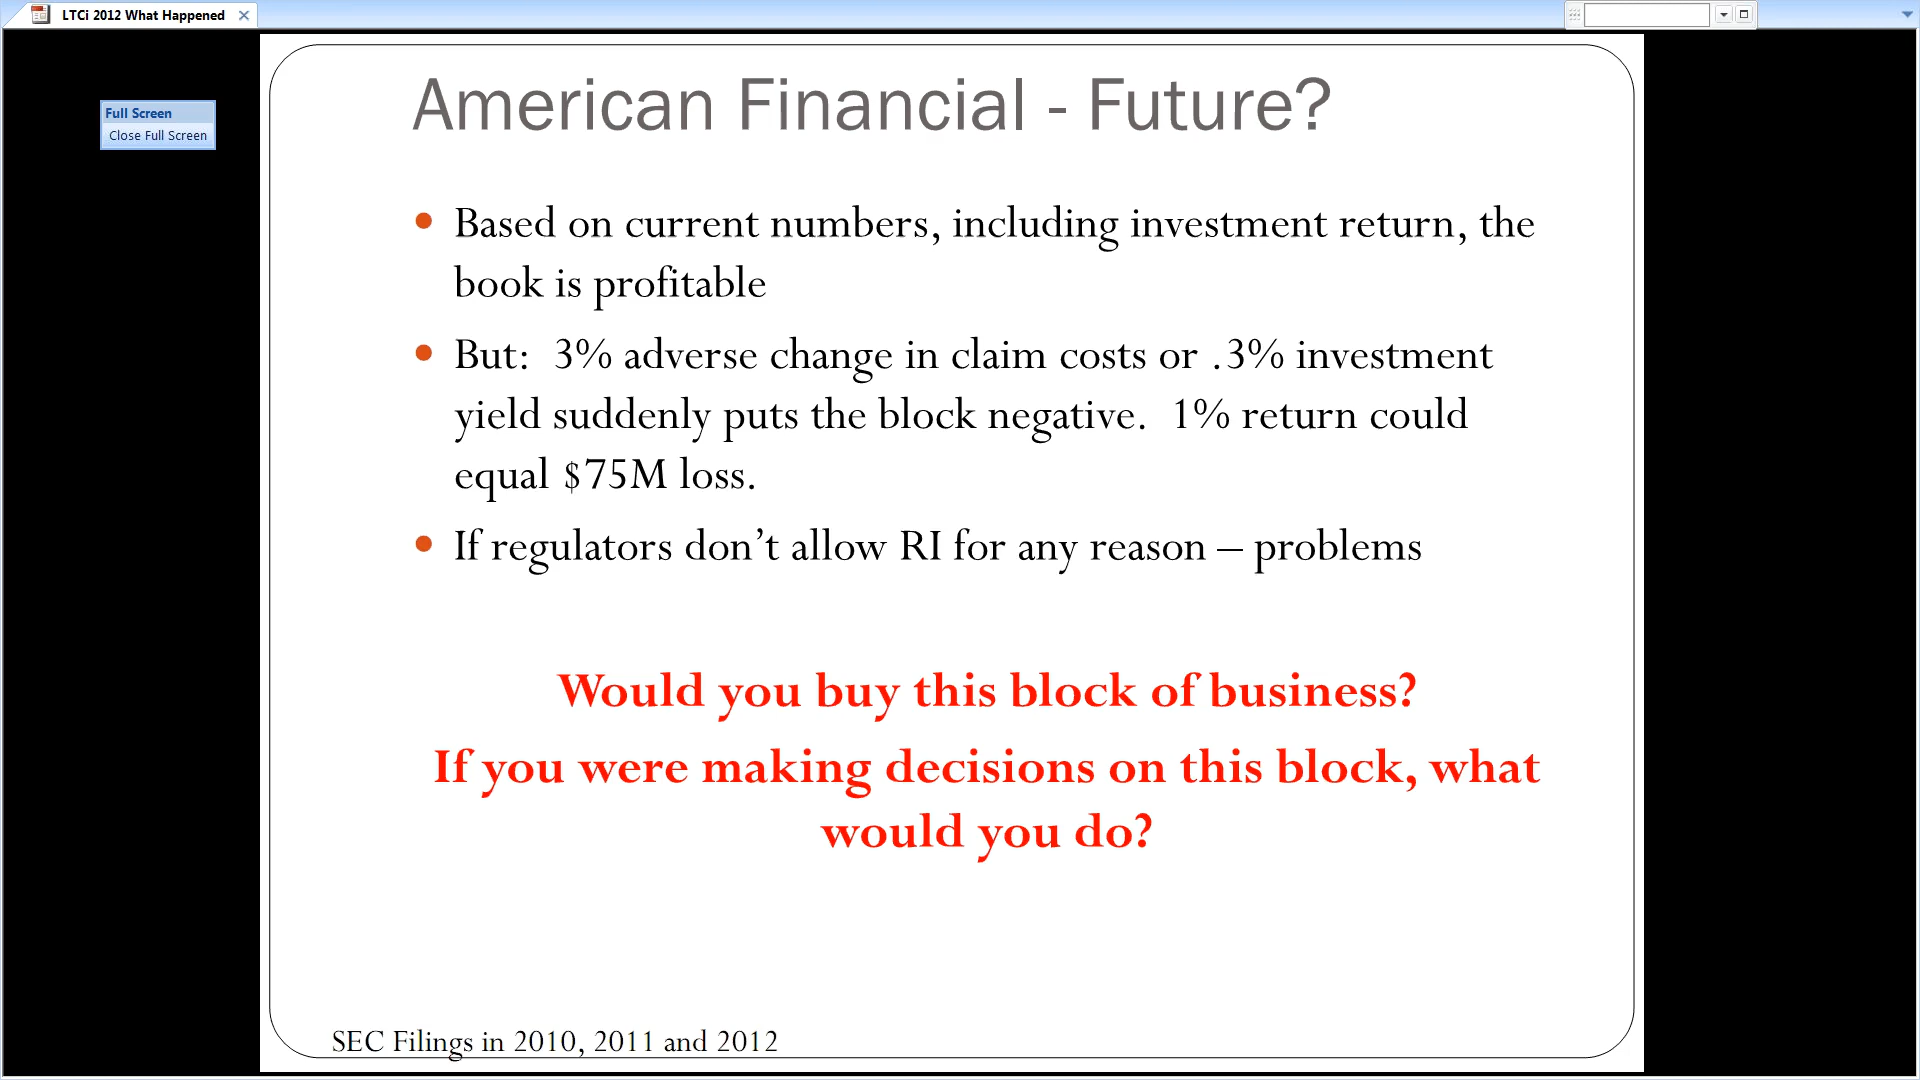 LTCi 2012 What Happened
Full Screen
Close Full Screen
American Financial - Future?
Based on current numbers, including investment return, the
book is profitable
But:  3% adverse change in claim costs or .3% investment
yield suddenly puts the block negative.  1% return could
equal $75M loss.
If regulators don’t allow RI for any reason – problems
Would you buy this block of business?
If you were making decisions on this block, what
would you do?
SEC Filings in 2010, 2011 and 2012